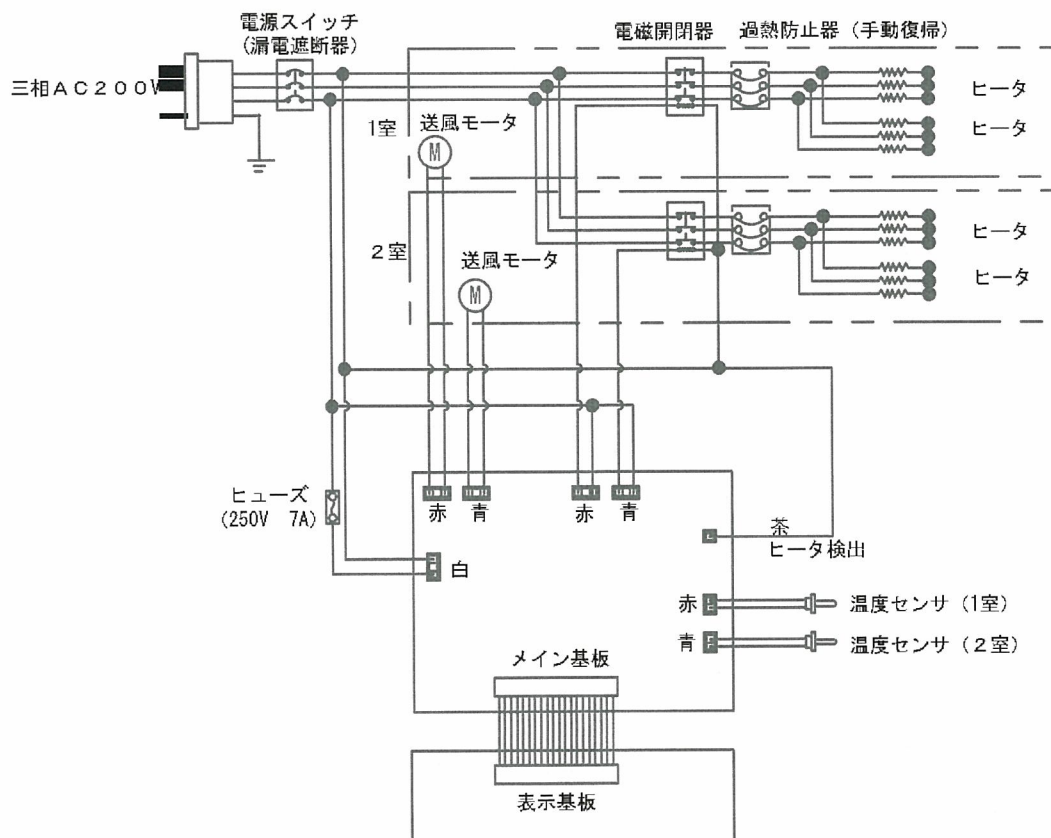 電源スイッチ
(漏電遮断器)
電磁開閉器
過熱防止器（手動復帰）
三相ＡＣ２００Ｖ
1室
送風モータ
M
ヒータ
ヒータ
2室
送風モータ
M
ヒータ
ヒータ
ヒューズ
(250V 7A)
赤
青
赤
青
白
茶
ヒータ検出
赤
温度センサ（1室）
青
温度センサ（２室）
メイン基板
表示基板